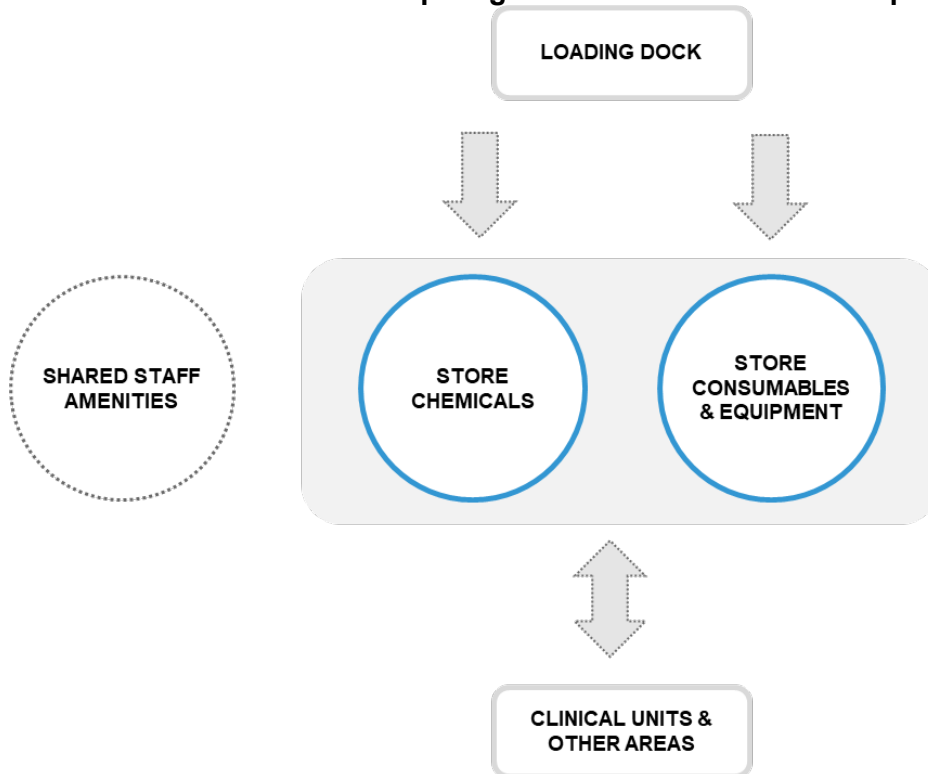 LOADING DOCK
SHARED STAFF
AMENITIES
STORE
CHEMICALS
STORE
CONSUMABLES
& EQUIPMENT
CLINICAL UNITS &
OTHER AREAS